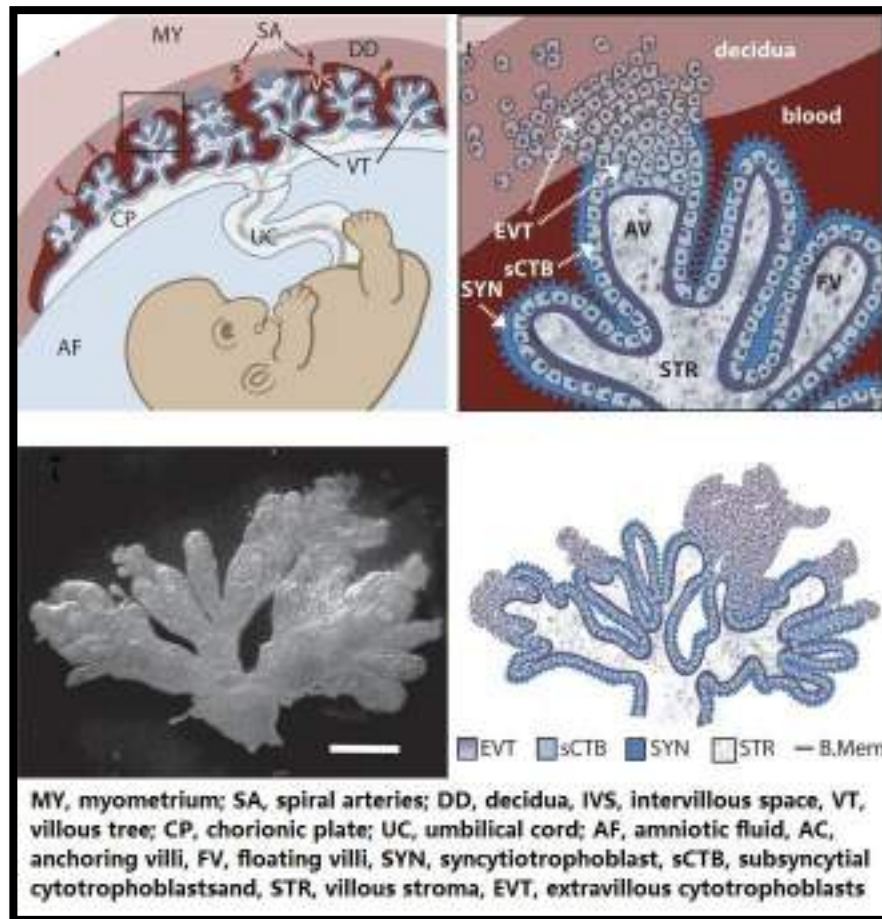 MY
SA
DD
IVS
VT
CP
UC
AF
decidua
blood
EVT
AV
sCTB
SYN
FV
STR
EVT sCTB SYN STR B.Mem
MY, myometrium; SA, spiral arteries; DD, decidua, IVS, intervillous space, VT,
villous tree; CP, chorionic plate; UC, umbilical cord; AF, amniotic fluid, AC,
anchoring villi, FV, floating villi, SYN, syncytiotrophoblast, sCTB, subsyncytial
cytotrophoblastsand, STR, villous stroma, EVT, extravillous cytotrophoblasts